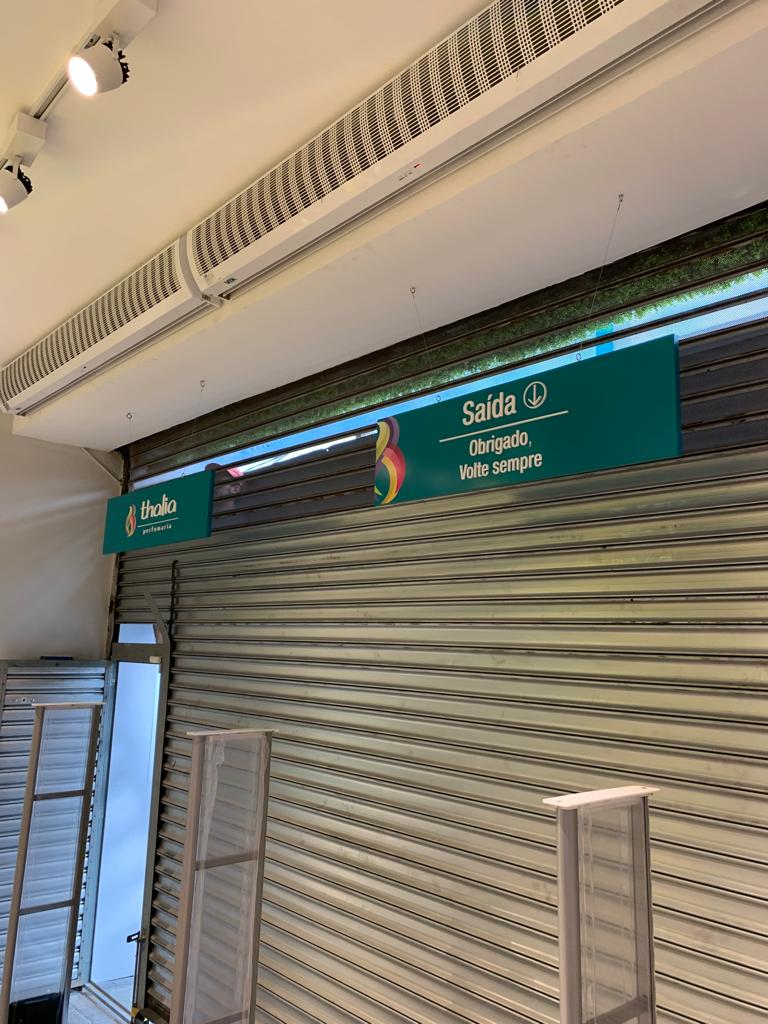 Saída
Obrigado,
Volte sempre
thalia
perfumaria